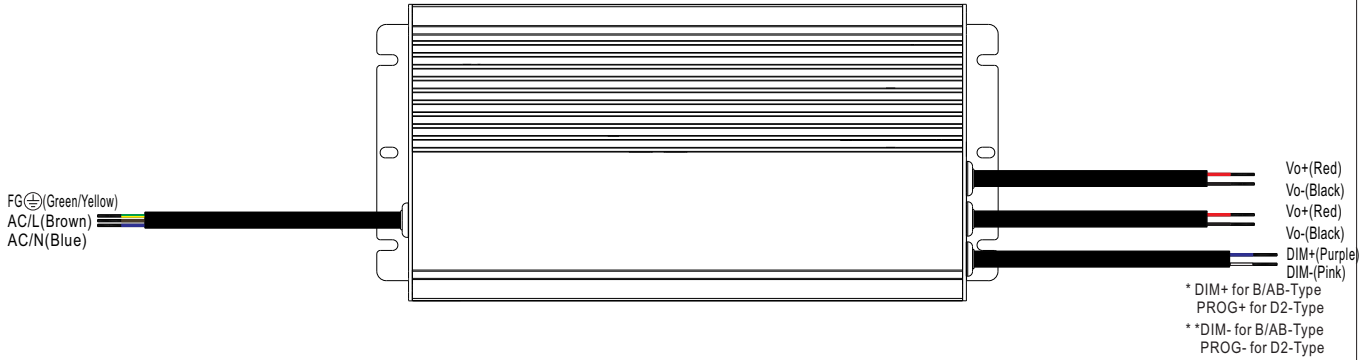 FG⏚(Green/Yellow)
AC/L(Brown)
AC/N(Blue)
Vo+(Red)
Vo-(Black)
Vo+(Red)
Vo-(Black)
DIM+(Purple)
DIM-(Pink)
* DIM+ for B/AB-Type
PROG+ for D2-Type
* *DIM- for B/AB-Type
PROG- for D2-Type